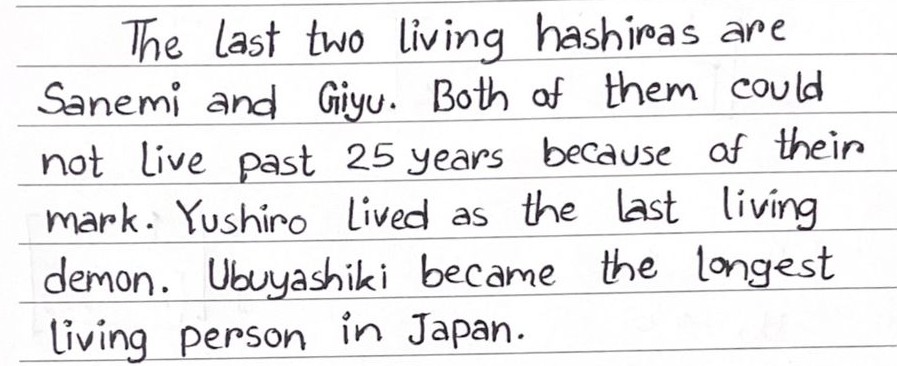 The last two living hashiras are
Sanemi and Giyu. Both of them could
not live past 25 years because of their
mark. Yushiro lived as the last living
demon. Ubuyashiki became the longest
living person in Japan.